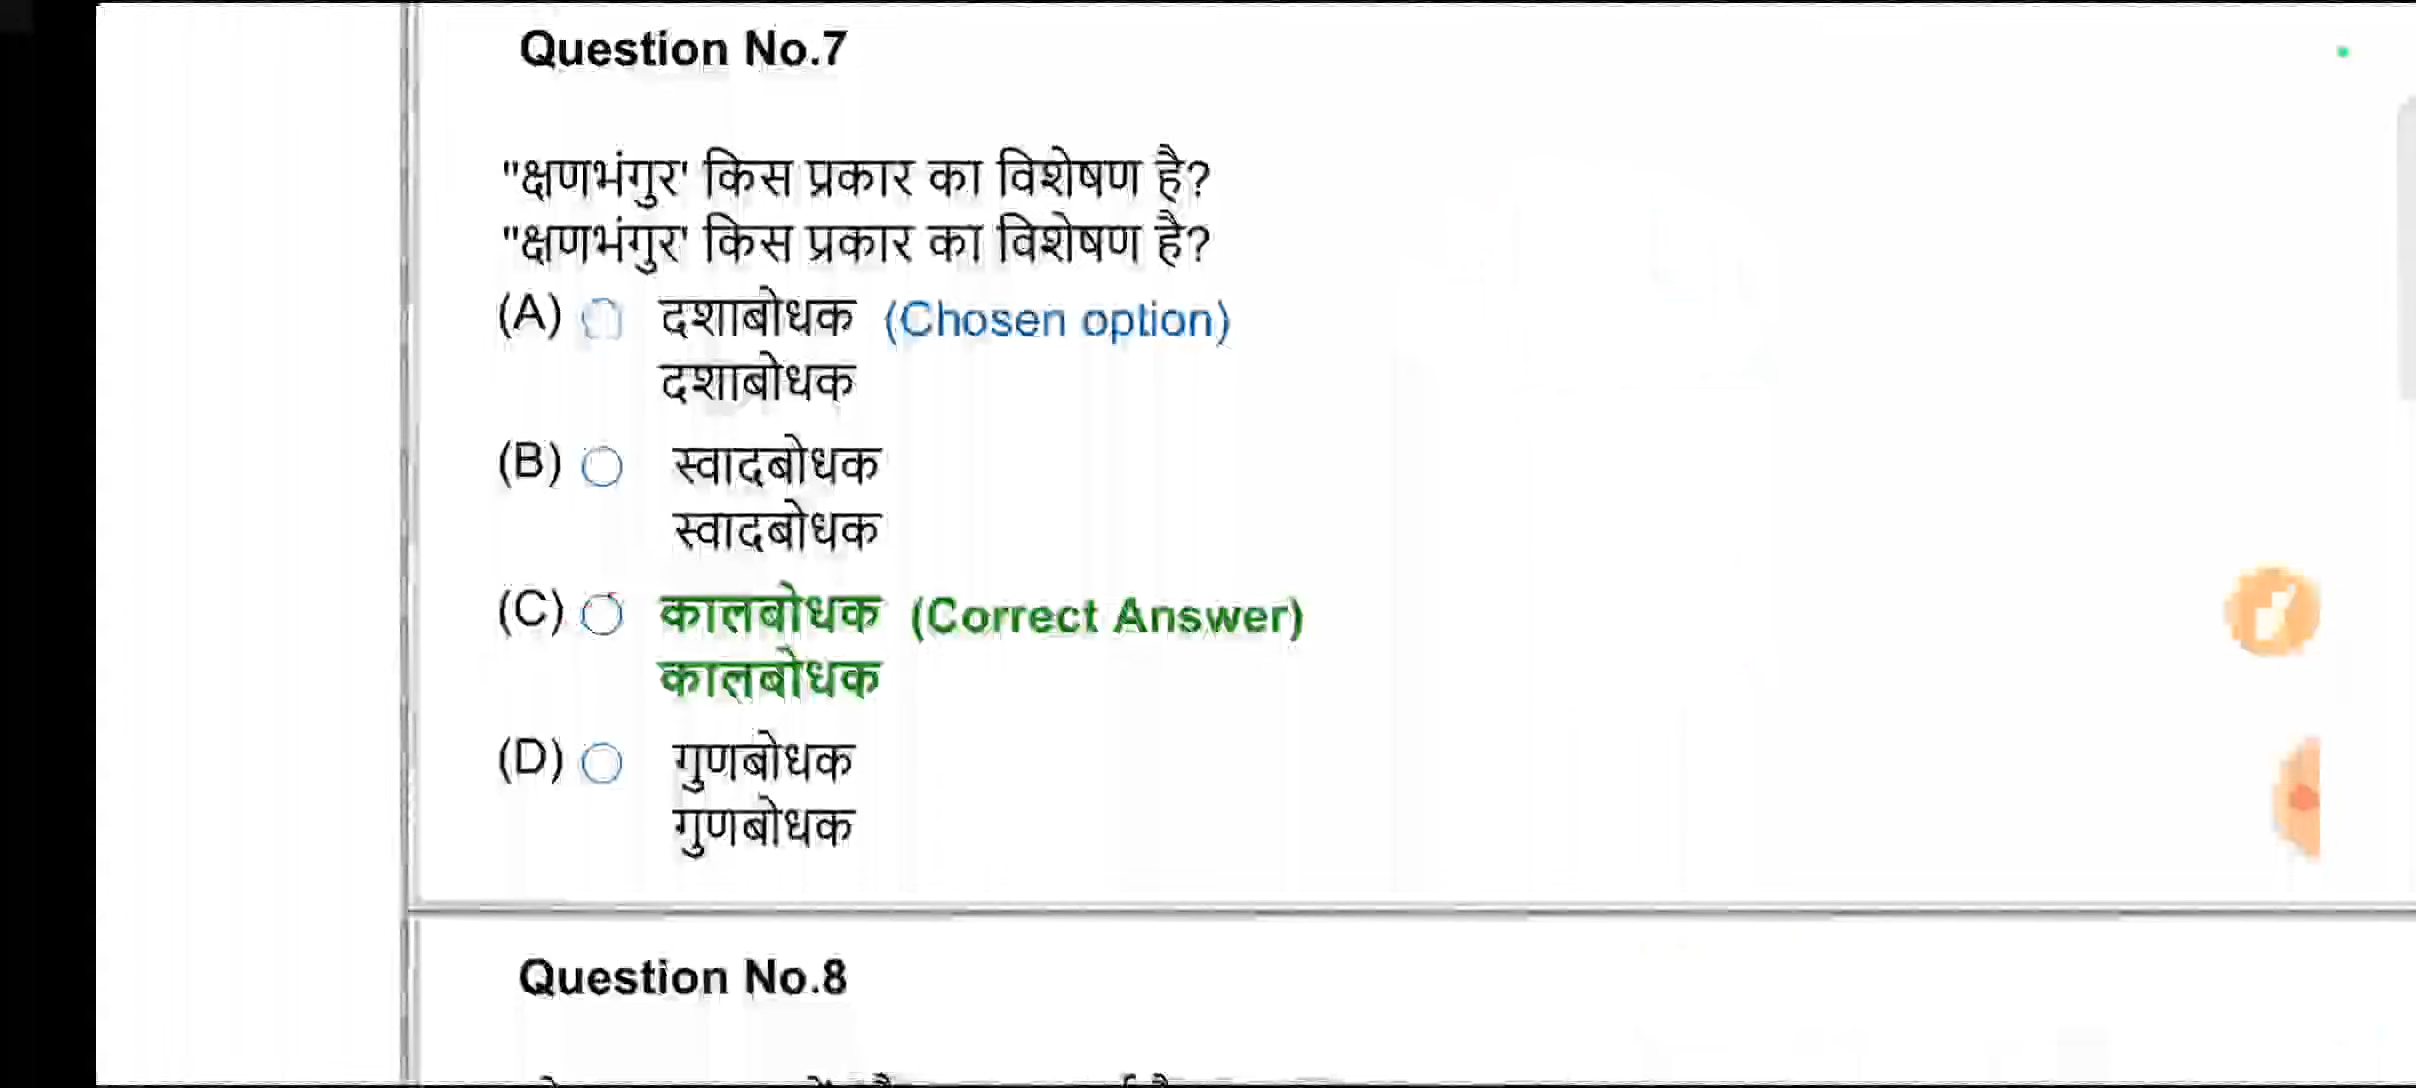 Question No.7
"क्षणभंगुर' किस प्रकार का विशेषण है?
"क्षणभंगुर' किस प्रकार का विशेषण है?
(A) दशाबोधक (Chosen option)
दशाबोधक
(B) स्वादबोधक
स्वादबोधक
(C) कालबोधक (Correct Answer)
कालबोधक
(D) गुणबोधक
गुणबोधक
Question No.8